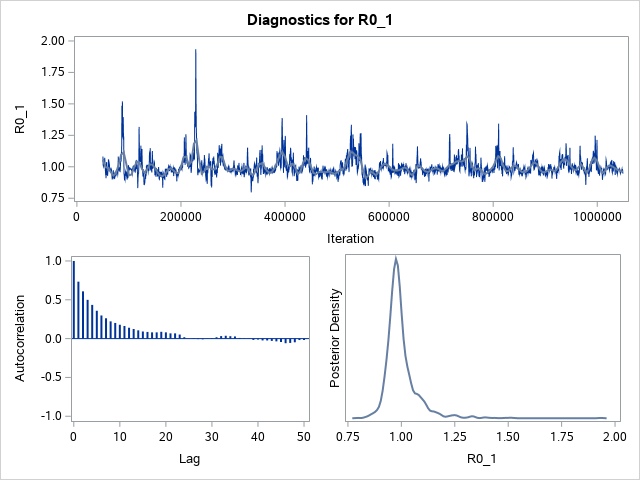 Diagnostics for R0_1
2.00
1.75
1.50
1.25
1.00
0.75
R0_1
0 200000 400000 600000 800000 1000000
Iteration
1.0
0.5
0.0
-0.5
-1.0
Autocorrelation
0 10 20 30 40 50
Lag
Posterior Density
0.75 1.00 1.25 1.50 1.75 2.00
R0_1